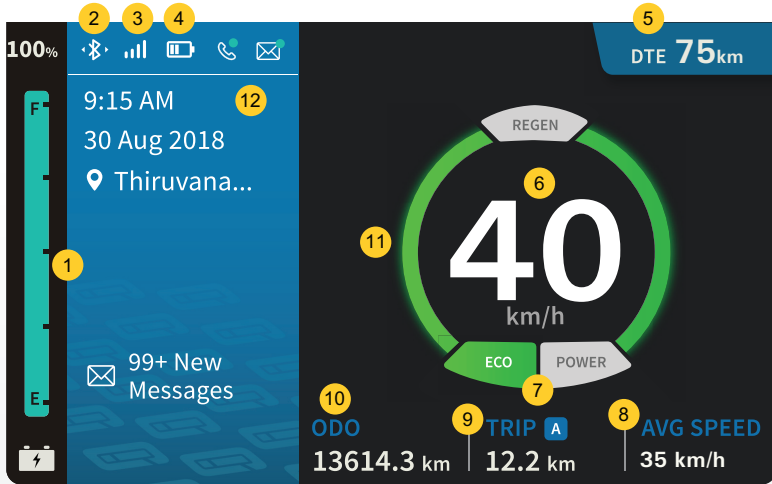 2 3 4 5
100%
DTE 75km
F
9:15 AM 12
30 Aug 2018
Thiruvana...
REGEN
6
40
km/h
11
1
99+ New
Messages
ECO POWER
7
E
10 9 8
ODO TRIP A AVG SPEED
13614.3 km 12.2 km 35 km/h